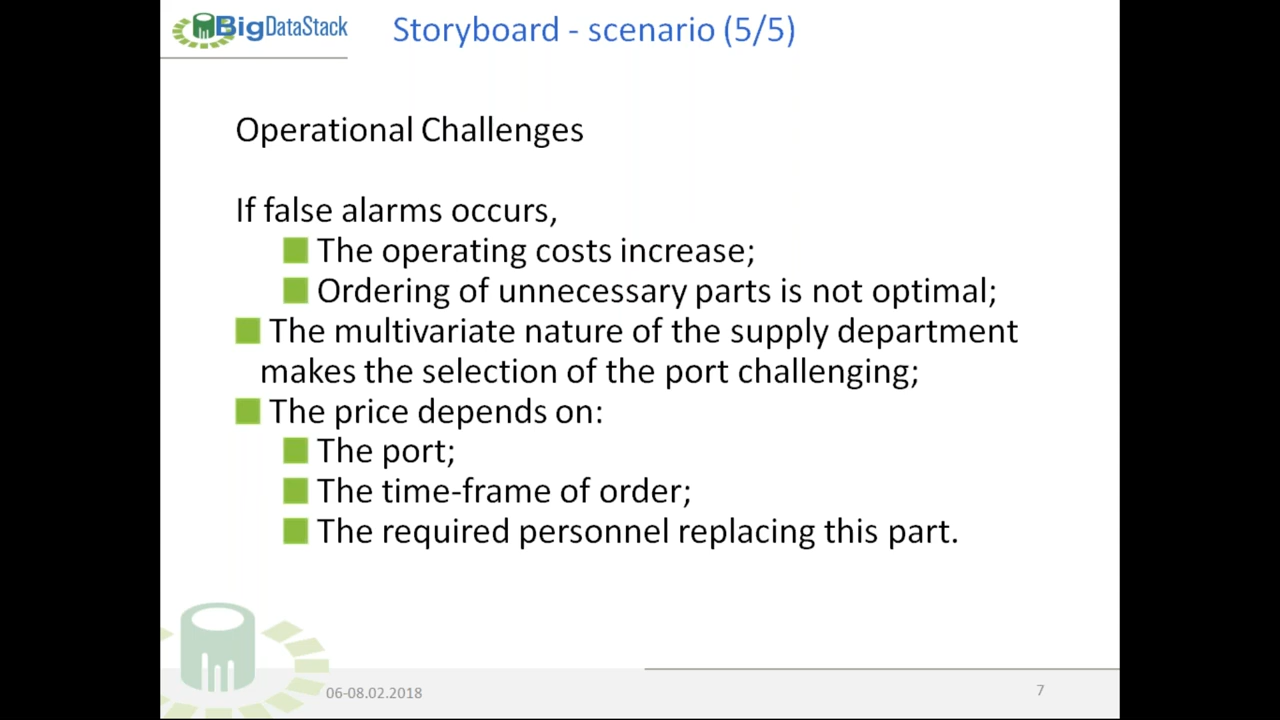 BigDataStack
Storyboard - scenario (5/5)
Operational Challenges
If false alarms occurs,
The operating costs increase;
Ordering of unnecessary parts is not optimal;
The multivariate nature of the supply department
makes the selection of the port challenging;
The price depends on:
The port;
The time-frame of order;
The required personnel replacing this part.
06-08.02.2018
7